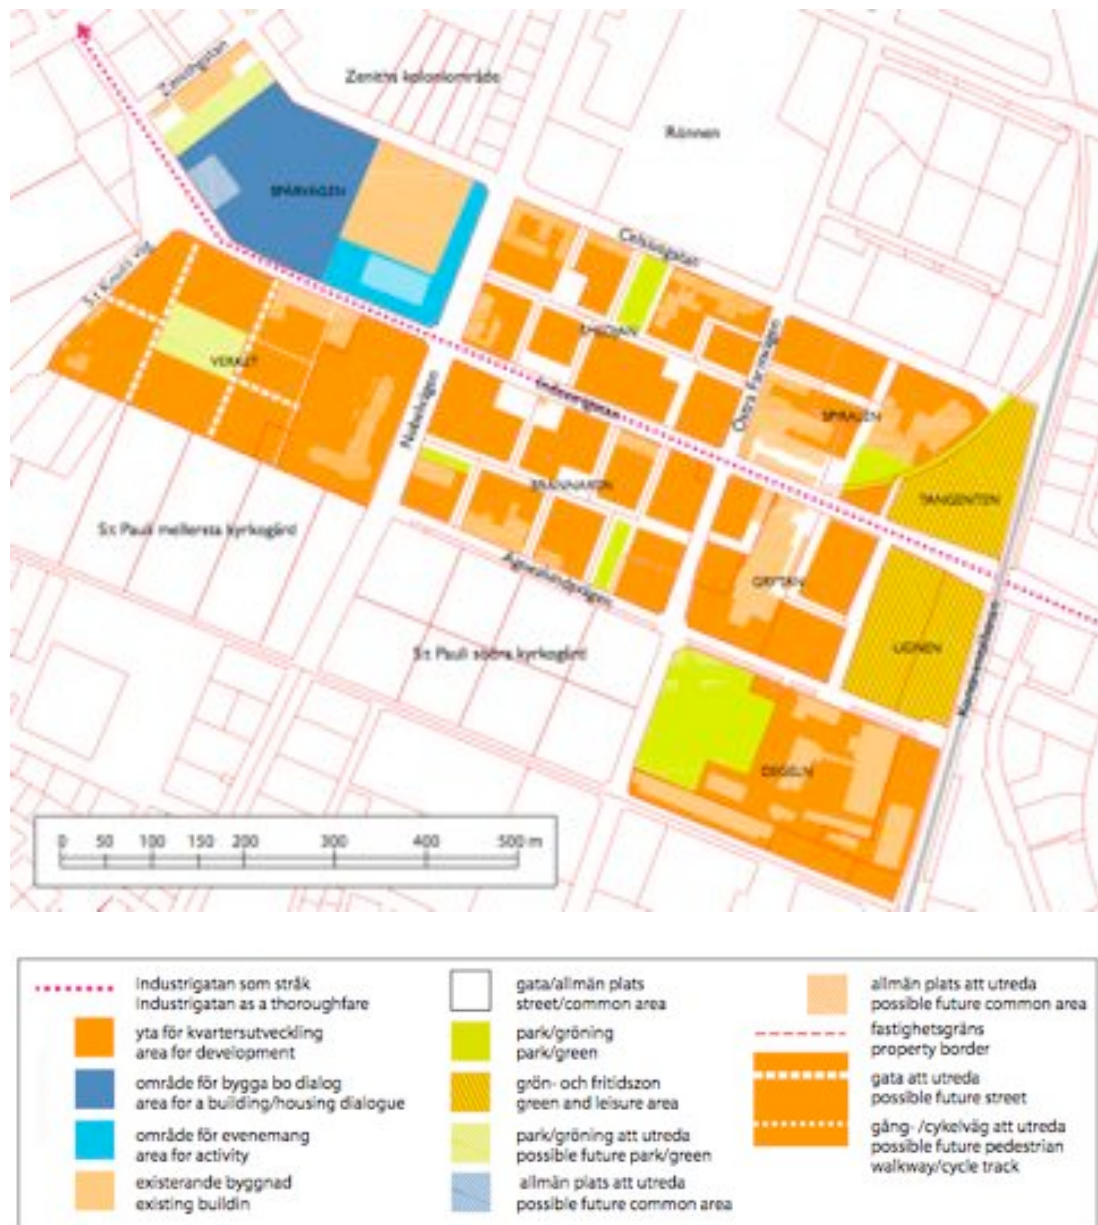 Zenithgatan
Zeniths koloniområde
Rönnen
SPÅRVÄGEN
Celsiusgatan
S:t Knuts väg
VERKET
SMEDJAN
Industrigatan
Nobelvägen
Östra Farmvägen
SPIRALEN
BRÄNNAREN
TANGENTEN
S:t Pauli mellersta kyrkogård
Agneslundsvägen
GRYTAN
UGNEN
S:t Pauli södra kyrkogård
Kontinentalbanan
DEGELN
0 50 100 150 200 300 400 500 m
Industrigatan som stråk
Industrigatan as a thoroughfare
yta för kvartersutveckling
area for development
område för bygga bo dialog
area for a building/housing dialogue
område för evenemang
area for activity
existerande byggnad
existing buildin
gata/allmän plats
street/common area
park/gröning
park/green
grön- och fritidszon
green and leisure area
park/gröning att utreda
possible future park/green
allmän plats att utreda
possible future common area
allmän plats att utreda
possible future common area
fastighetsgräns
property border
gata att utreda
possible future street
gång- /cykelväg att utreda
possible future pedestrian
walkway/cycle track